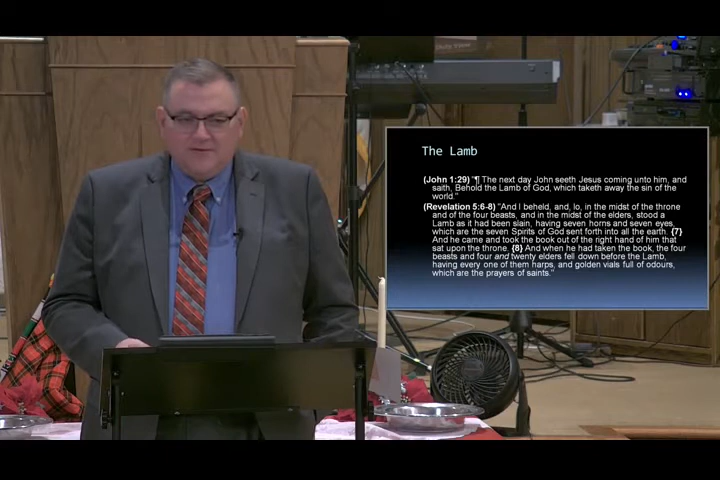 The Lamb
(John 1:29) "¶ The next day John seeth Jesus coming unto him, and
saith, Behold the Lamb of God, which taketh away the sin of the
world."
(Revelation 5:6-8) "And I beheld, and, lo, in the midst of the throne
and of the four beasts, and in the midst of the elders, stood a
Lamb as it had been slain, having seven horns and seven eyes,
which are the seven Spirits of God sent forth into all the earth. {7}
And he came and took the book out of the right hand of him that
sat upon the throne. {8} And when he had taken the book, the four
beasts and four and twenty elders fell down before the Lamb,
having every one of them harps, and golden vials full of odours,
which are the prayers of saints."